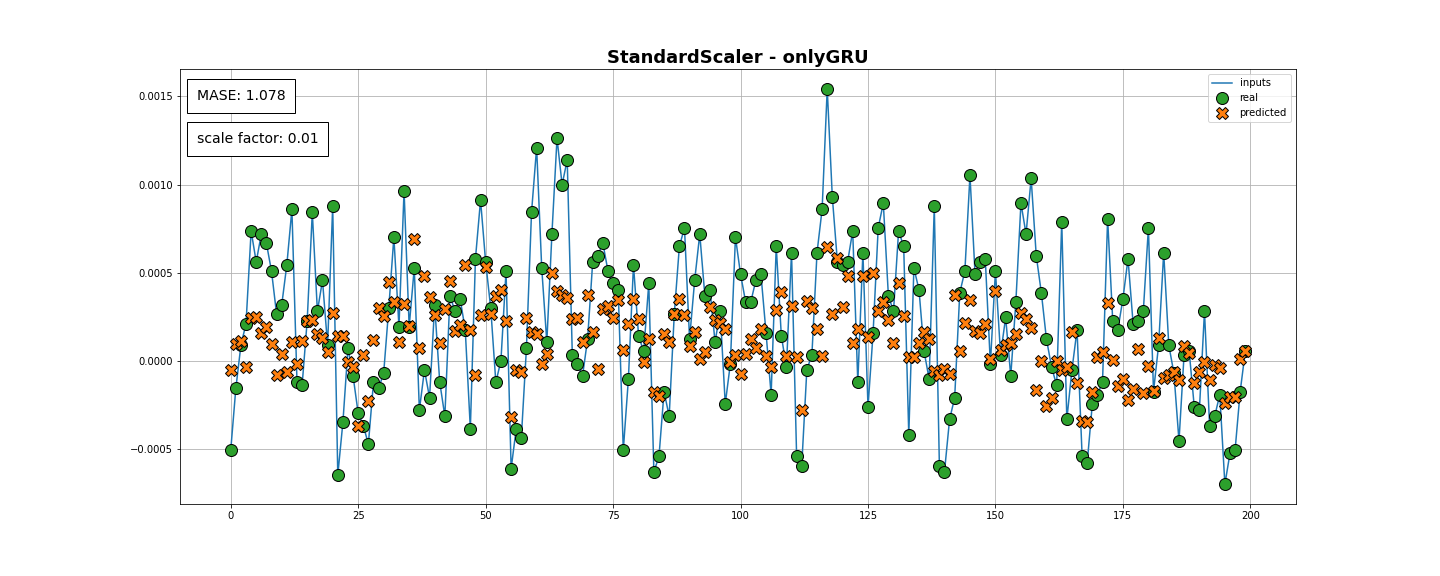 StandardScaler - onlyGRU
MASE: 1.078
scale factor: 0.01
inputs
real
predicted
0.0015
0.0010
0.0005
0.0000
−0.0005
0 25 50 75 100 125 150 175 200